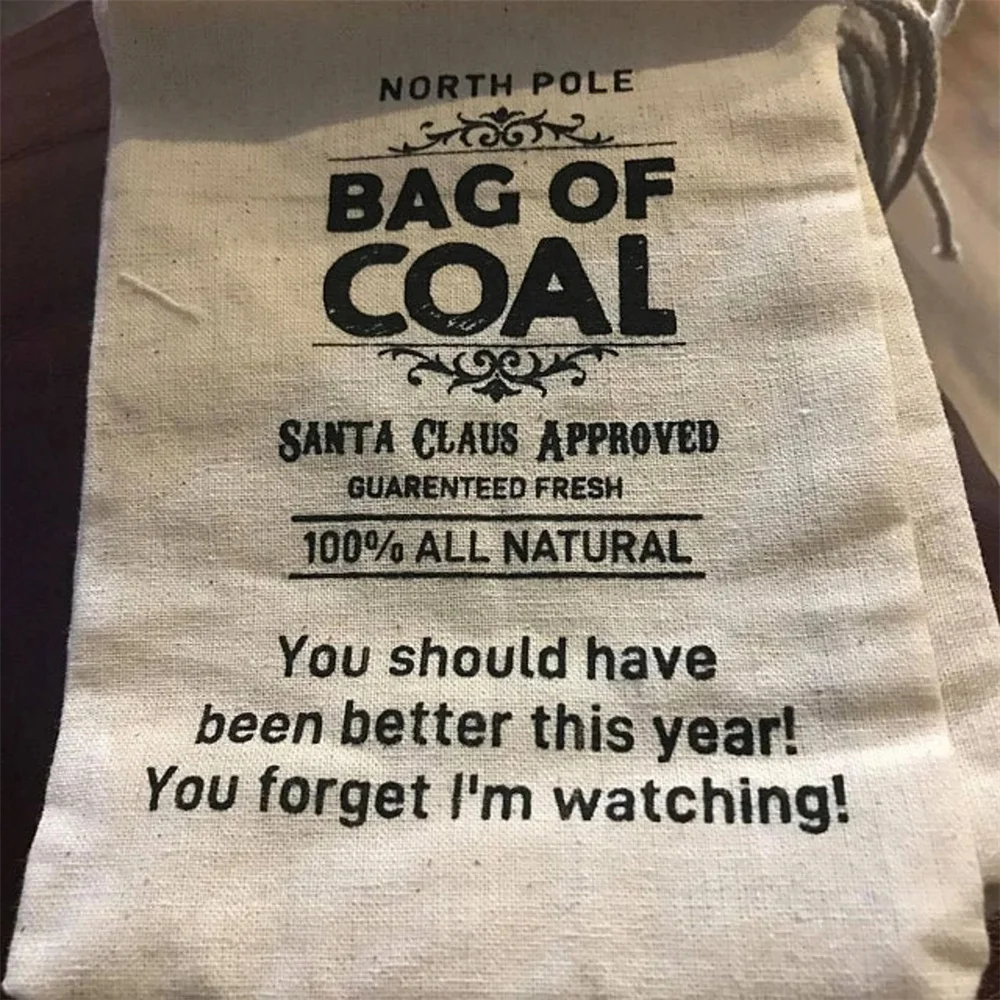 NORTH POLE
BAG OF
COAL
SANTA CLAUS APPROVED
GUARENTEED FRESH
100% ALL NATURAL
You should have
been better this year!
You forget I'm watching!